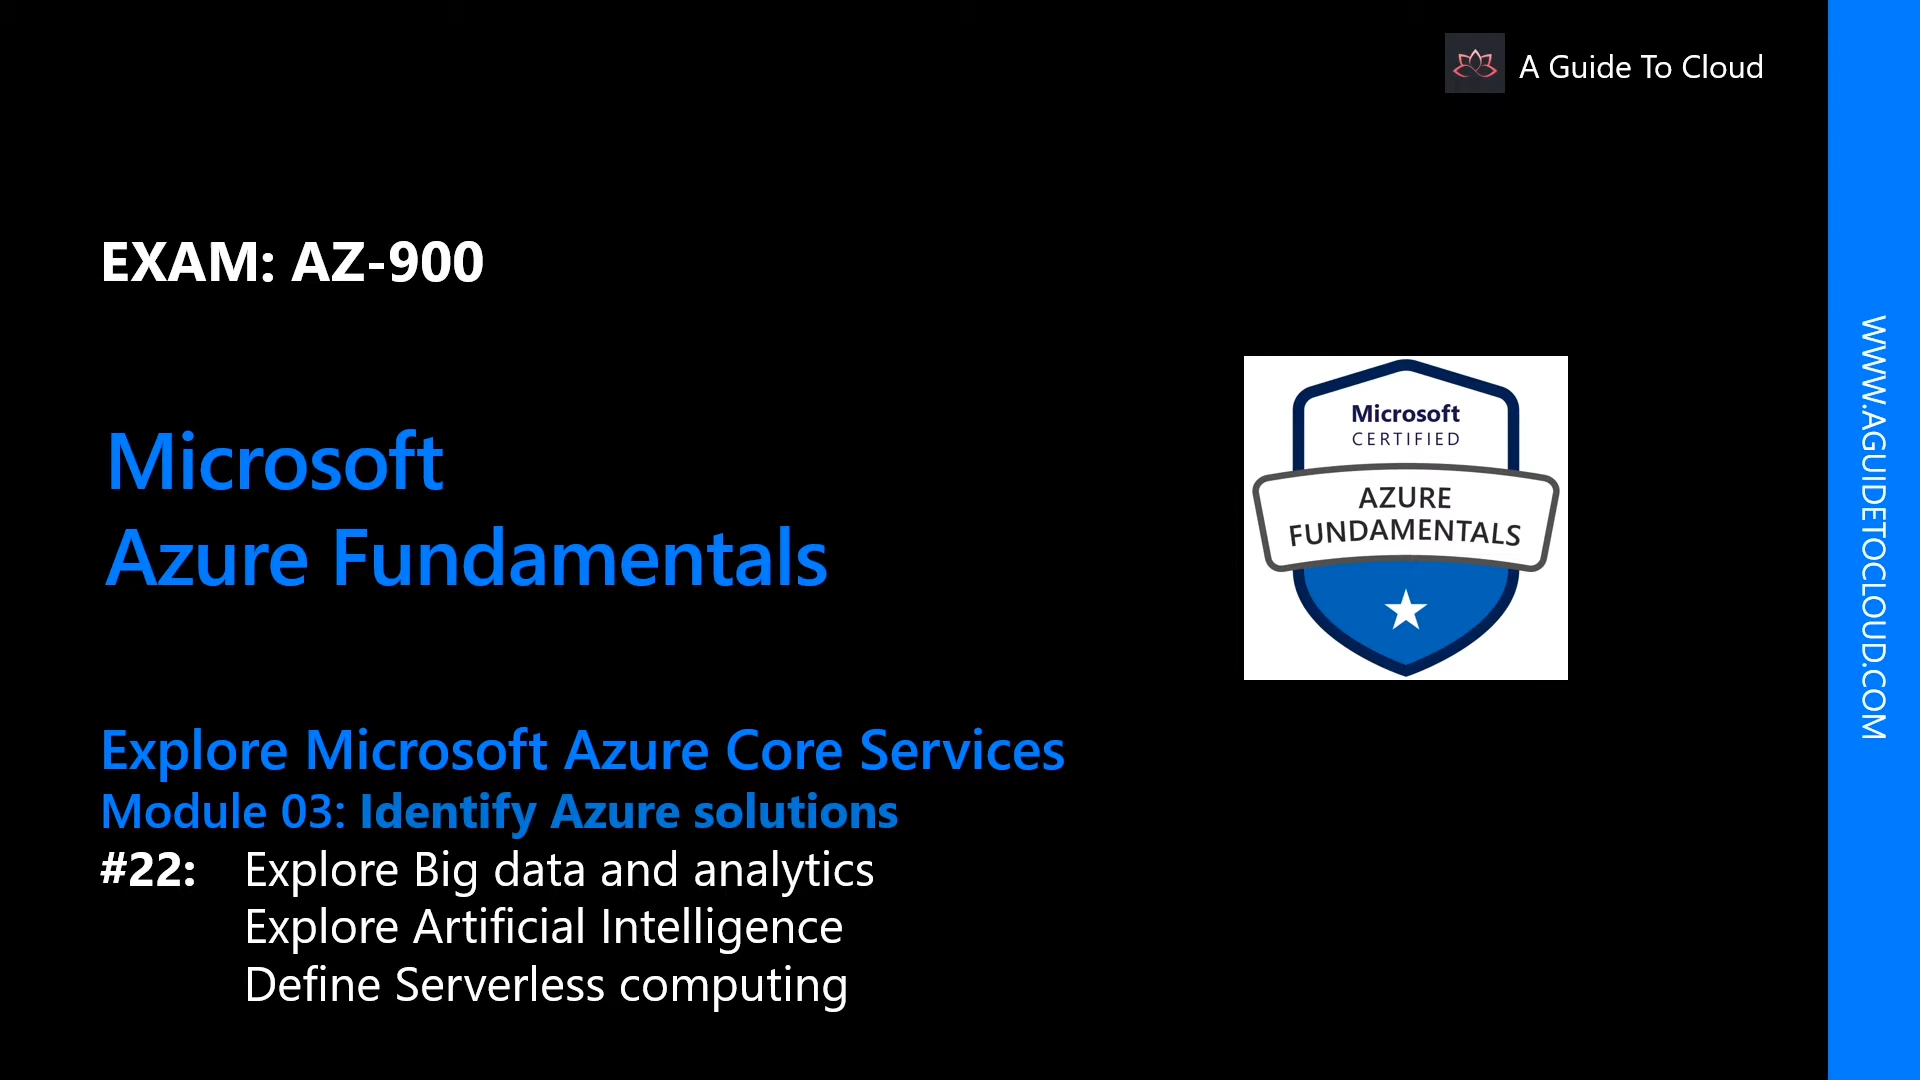 A Guide To Cloud
EXAM: AZ-900
Microsoft
Azure Fundamentals
Microsoft
CERTIFIED
AZURE
FUNDAMENTALS
Explore Microsoft Azure Core Services
Module 03: Identify Azure solutions
#22: Explore Big data and analytics
Explore Artificial Intelligence
Define Serverless computing
WWW.AGUIDETOCLOUD.COM